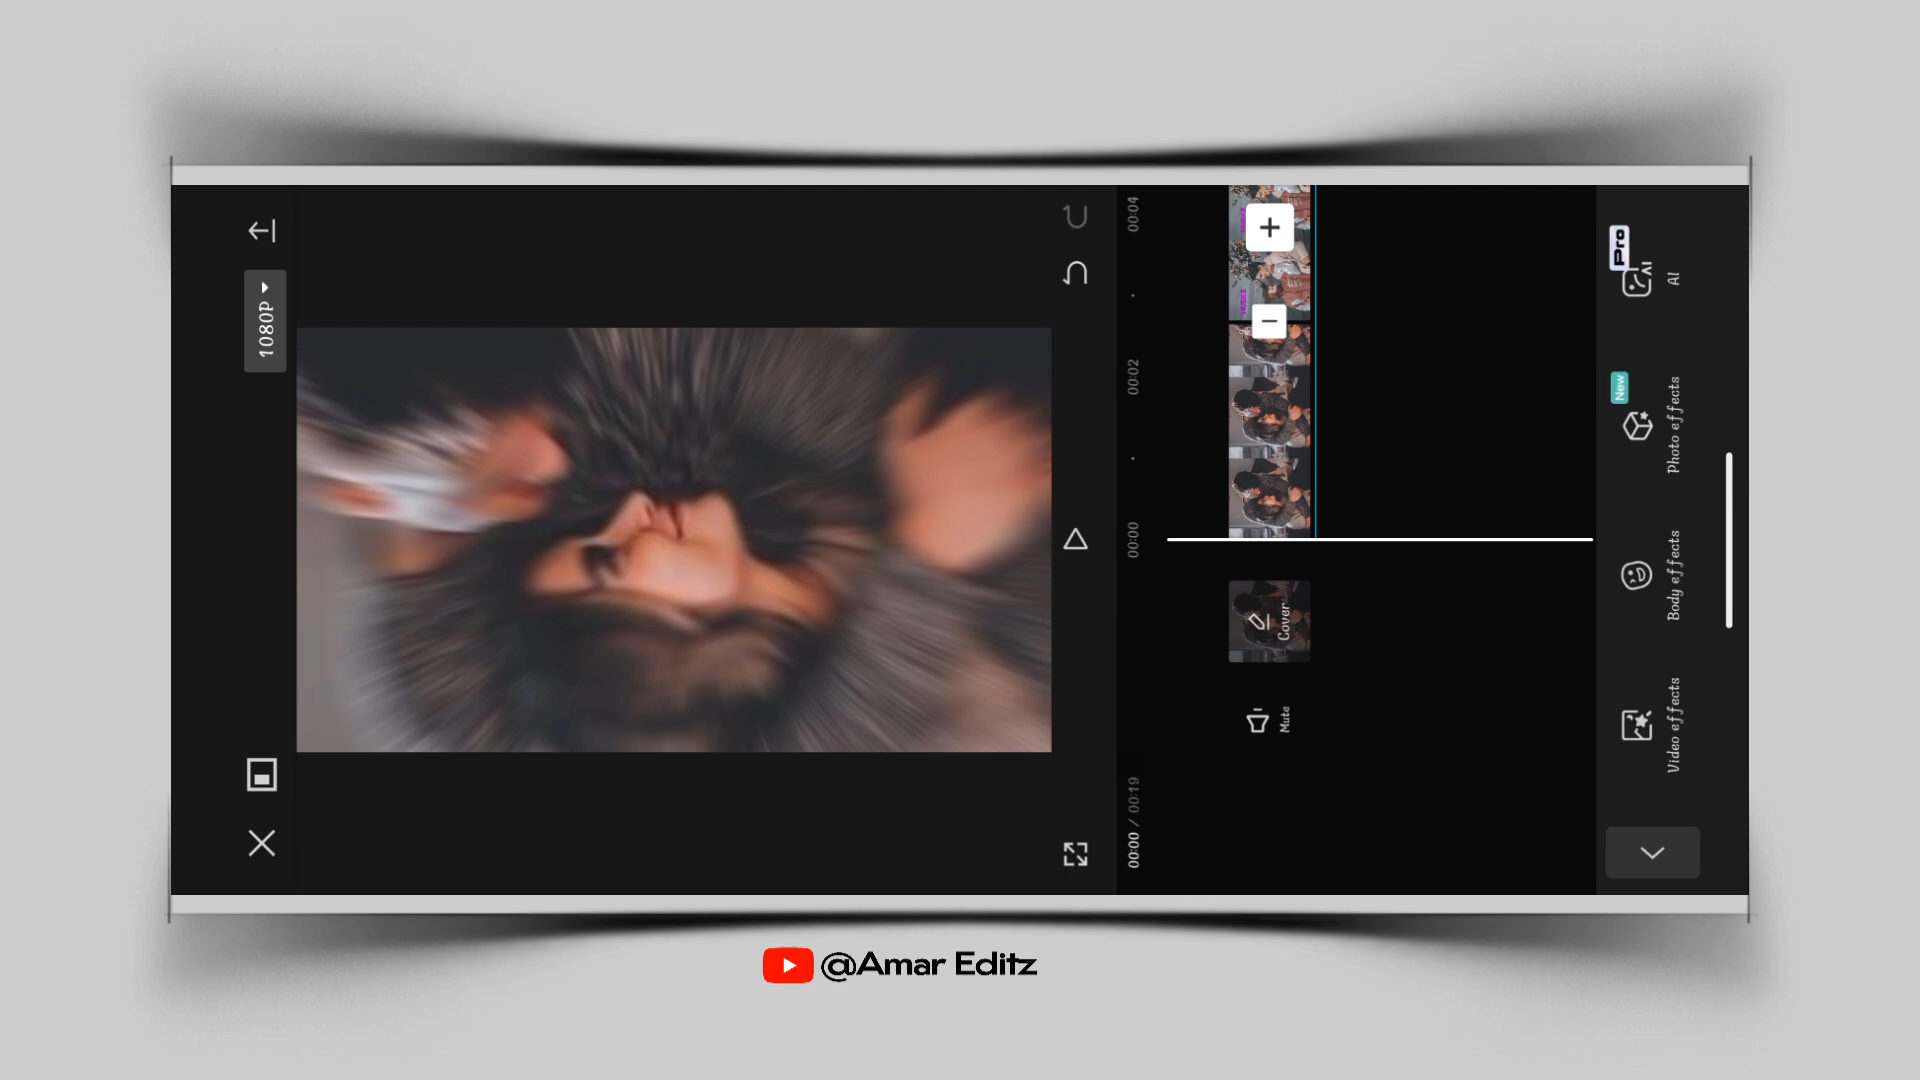 1080P
00:00 / 00:19
00:00
00:02
00:04
Mute
Cover
Video effects
Body effects
New
Photo effects
Pro
AI
@Amar Editz